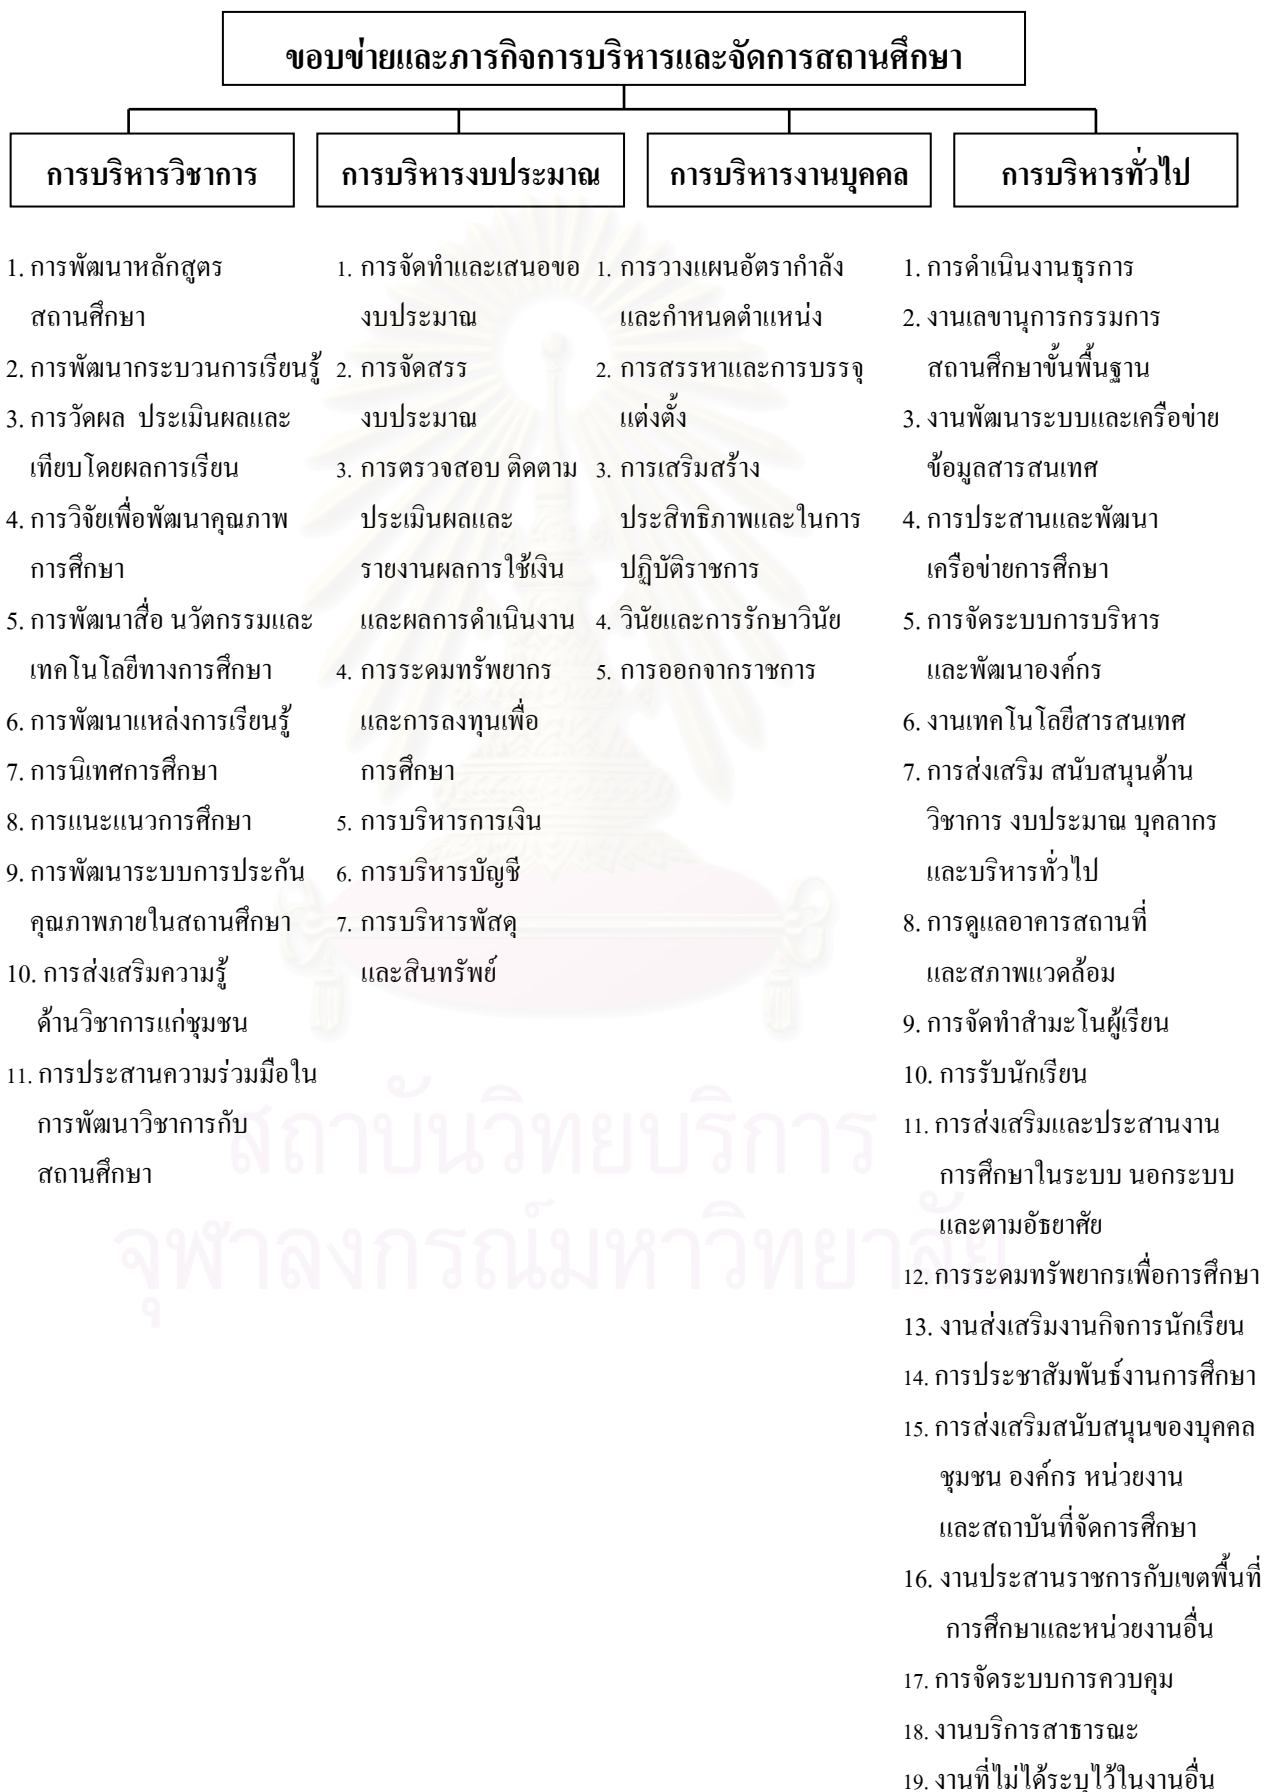 ขอบข่ายและภารกิจการบริหารและจัดการสถานศึกษา
การบริหารวิชาการ
การบริหารงบประมาณ
การบริหารงานบุคคล
การบริหารทั่วไป
1. การพัฒนาหลักสูตร
สถานศึกษา
2. การพัฒนากระบวนการเรียนรู้
3. การวัดผล ประเมินผลและ
เทียบโดยผลการเรียน
4. การวิจัยเพื่อพัฒนาคุณภาพ
การศึกษา
5. การพัฒนาสื่อ นวัตกรรมและ
เทคโนโลยีทางการศึกษา
6. การพัฒนาแหล่งการเรียนรู้
7. การนิเทศการศึกษา
8. การแนะแนวการศึกษา
9. การพัฒนาระบบการประกัน
คุณภาพภายในสถานศึกษา
10. การส่งเสริมความรู้
ด้านวิชาการแก่ชุมชน
11. การประสานความร่วมมือใน
การพัฒนาวิชาการกับ
สถานศึกษา
1. การจัดทำและเสนอขอ
งบประมาณ
2. การจัดสรร
งบประมาณ
3. การตรวจสอบ ติดตาม
ประเมินผลและ
รายงานผลการใช้เงิน
และผลการดำเนินงาน
4. การระดมทรัพยากร
และการลงทุนเพื่อ
การศึกษา
5. การบริหารการเงิน
6. การบริหารบัญชี
7. การบริหารพัสดุ
และสินทรัพย์
1. การวางแผนอัตรากำลัง
และกำหนดตำแหน่ง
2. การสรรหาและการบรรจุ
แต่งตั้ง
3. การเสริมสร้าง
ประสิทธิภาพและในการ
ปฏิบัติราชการ
4. วินัยและการรักษาวินัย
5. การออกจากราชการ
1. การดำเนินงานธุรการ
2. งานเลขานุการกรรมการ
สถานศึกษาขั้นพื้นฐาน
3. งานพัฒนาระบบและเครือข่าย
ข้อมูลสารสนเทศ
4. การประสานและพัฒนา
เครือข่ายการศึกษา
5. การจัดระบบการบริหาร
และพัฒนาองค์กร
6. งานเทคโนโลยีสารสนเทศ
7. การส่งเสริม สนับสนุนด้าน
วิชาการ งบประมาณ บุคลากร
และบริหารทั่วไป
8. การดูแลอาคารสถานที่
และสภาพแวดล้อม
9. การจัดทำสำมะโนผู้เรียน
10. การรับนักเรียน
11. การส่งเสริมและประสานงาน
การศึกษาในระบบ นอกระบบ
และตามอัธยาศัย
12. การระดมทรัพยากรเพื่อการศึกษา
13. งานส่งเสริมงานกิจการนักเรียน
14. การประชาสัมพันธ์งานการศึกษา
15. การส่งเสริมสนับสนุนของบุคคล
ชุมชน องค์กร หน่วยงาน
และสถาบันที่จัดการศึกษา
16. งานประสานราชการกับเขตพื้นที่
การศึกษาและหน่วยงานอื่น
17. การจัดระบบการควบคุม
18. งานบริการสาธารณะ
19. งานที่ไม่ได้ระบุไว้ในงานอื่น
สถาบันวิทยบริการ
จุฬาลงกรณ์มหาวิทยาลัย